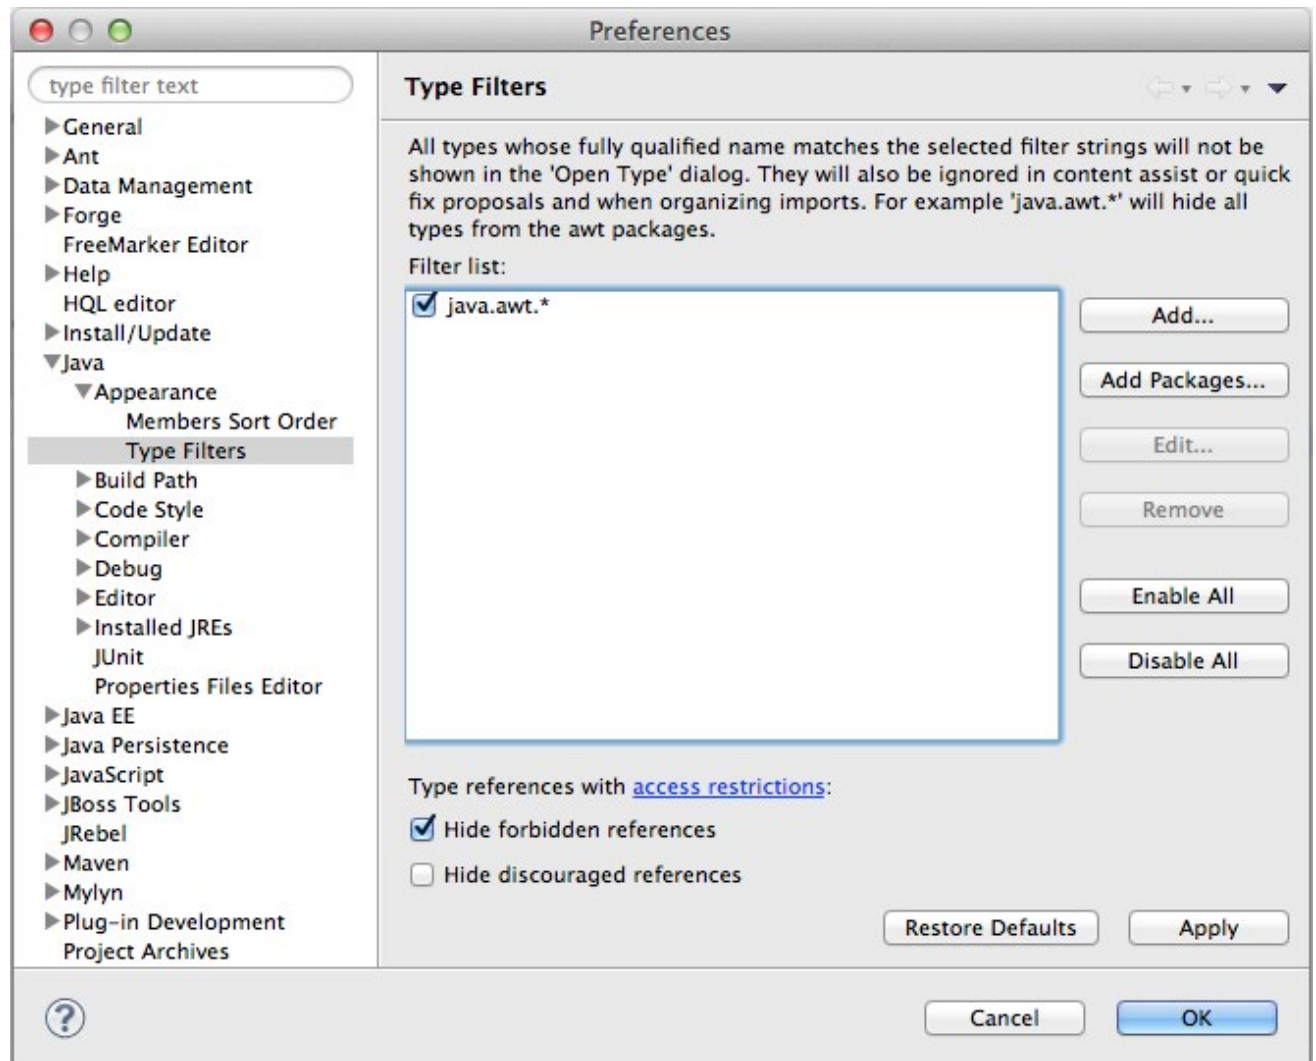 Preferences
type filter text
General
Ant
Data Management
Forge
FreeMarker Editor
Help
HQL editor
Install/Update
Java
Appearance
Members Sort Order
Type Filters
Build Path
Code Style
Compiler
Debug
Editor
Installed JREs
JUnit
Properties Files Editor
Java EE
Java Persistence
JavaScript
JBoss Tools
JRebel
Maven
Mylyn
Plug-in Development
Project Archives
Type Filters
All types whose fully qualified name matches the selected filter strings will not be
shown in the 'Open Type' dialog. They will also be ignored in content assist or quick
fix proposals and when organizing imports. For example 'java.awt.*' will hide all
types from the awt packages.
Filter list:
java.awt.*
Add...
Add Packages...
Edit...
Remove
Enable All
Disable All
Type references with access restrictions:
Hide forbidden references
Hide discouraged references
Restore Defaults
Apply
?
Cancel
OK